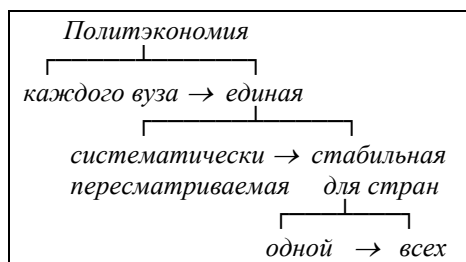 Политэкономия
каждого вуза → единая
систематически → стабильная
пересматриваемая для стран
одной → всех